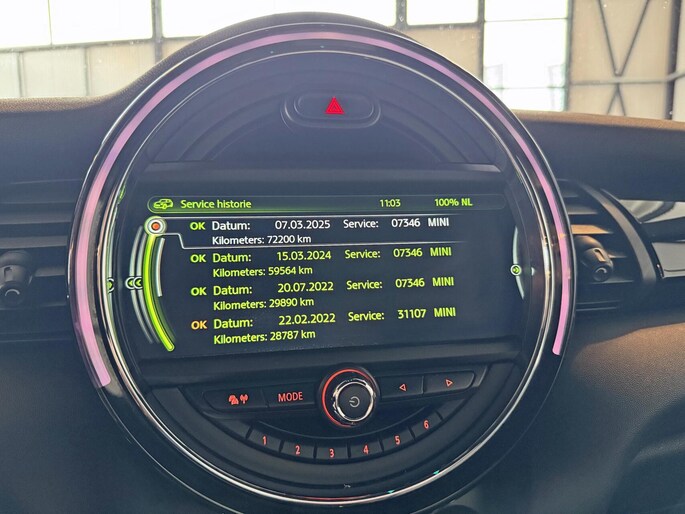 Service historie 11:03 100% NL
OK Datum: 07.03.2025 Service: 07346 MINI
Kilometers: 72200 km
OK Datum: 15.03.2024 Service: 07346 MINI
Kilometers: 59564 km
OK Datum: 20.07.2022 Service: 07346 MINI
Kilometers: 29890 km
OK Datum: 22.02.2022 Service: 31107 MINI
Kilometers: 28787 km
MODE
1 2 3 4 5 6